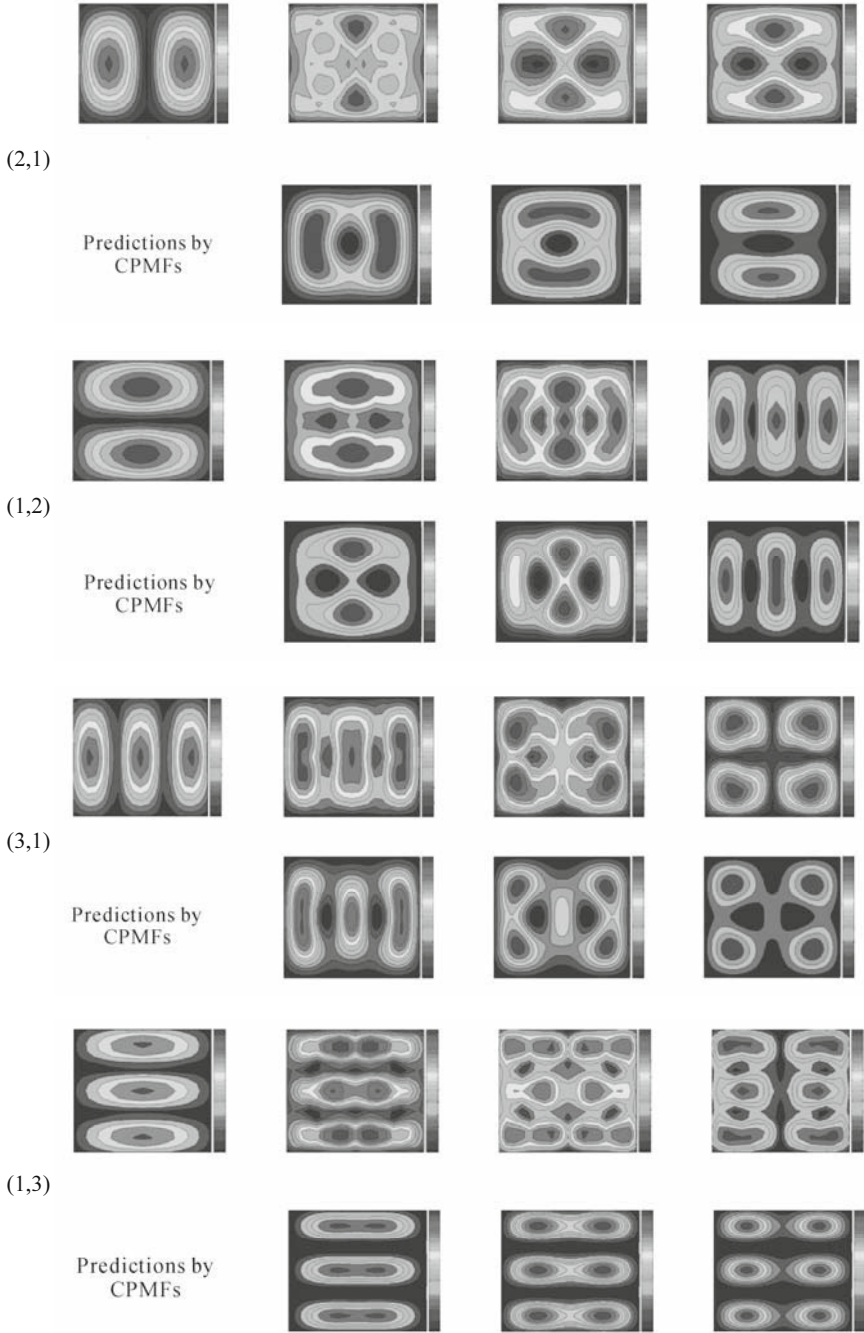 (2,1)
Predictions by
CPMFs
(1,2)
Predictions by
CPMFs
(3,1)
Predictions by
CPMFs
(1,3)
Predictions by
CPMFs